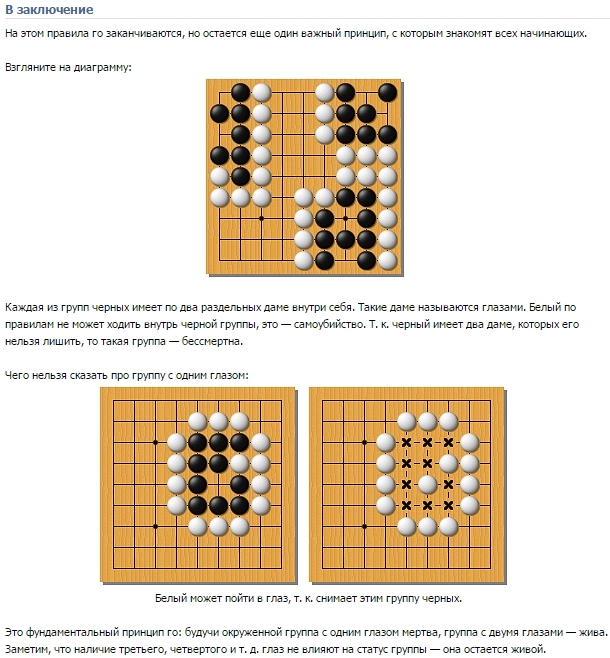 В заключение
На этом правила го заканчиваются, но остается еще один важный принцип, с которым знакомят всех начинающих.
Взгляните на диаграмму:
Каждая из групп черных имеет по два раздельных даме внутри себя. Такие даме называются глазами. Белый по
правилам не может ходить внутрь черной группы, это — самоубийство. Т. к. черный имеет два даме, которых его
нельзя лишить, то такая группа — бессмертна.
Чего нельзя сказать про группу с одним глазом:
Белый может пойти в глаз, т. к. снимает этим группу черных.
Это фундаментальный принцип го: будучи окруженной группа с одним глазом мертва, группа с двумя глазами — жива.
Заметим, что наличие третьего, четвертого и т. д. глаз не влияют на статус группы — она остается живой.